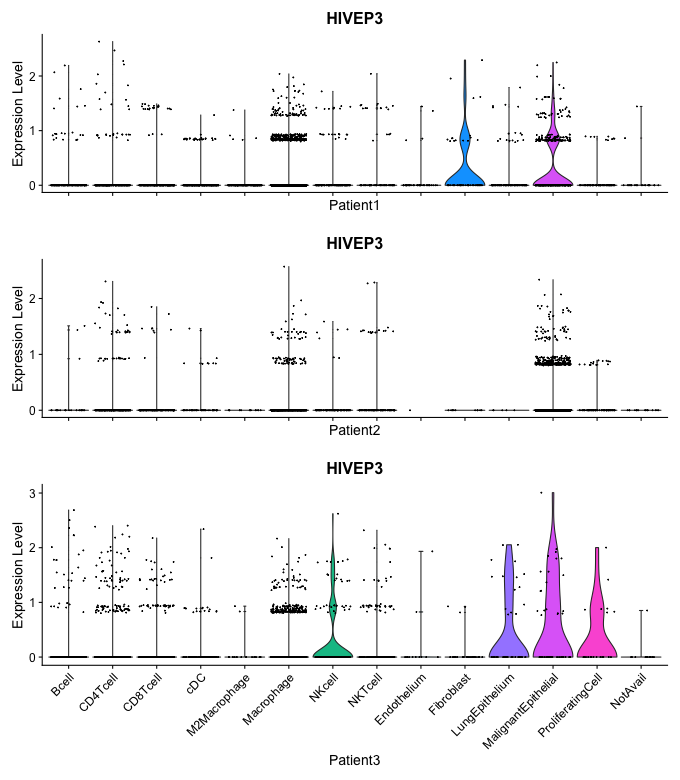 HIVEP3
Expression Level
2
1
0
Patient1
HIVEP3
Expression Level
2
1
0
Patient2
HIVEP3
Expression Level
3
2
1
0
Bcell
CD4Tcell
CD8Tcell
cDC
M2Macrophage
Macrophage
NKcell
NKTcell
Endothelium
Fibroblast
LungEpithelium
MalignantEpithelial
ProliferatingCell
NotAvail
Patient3